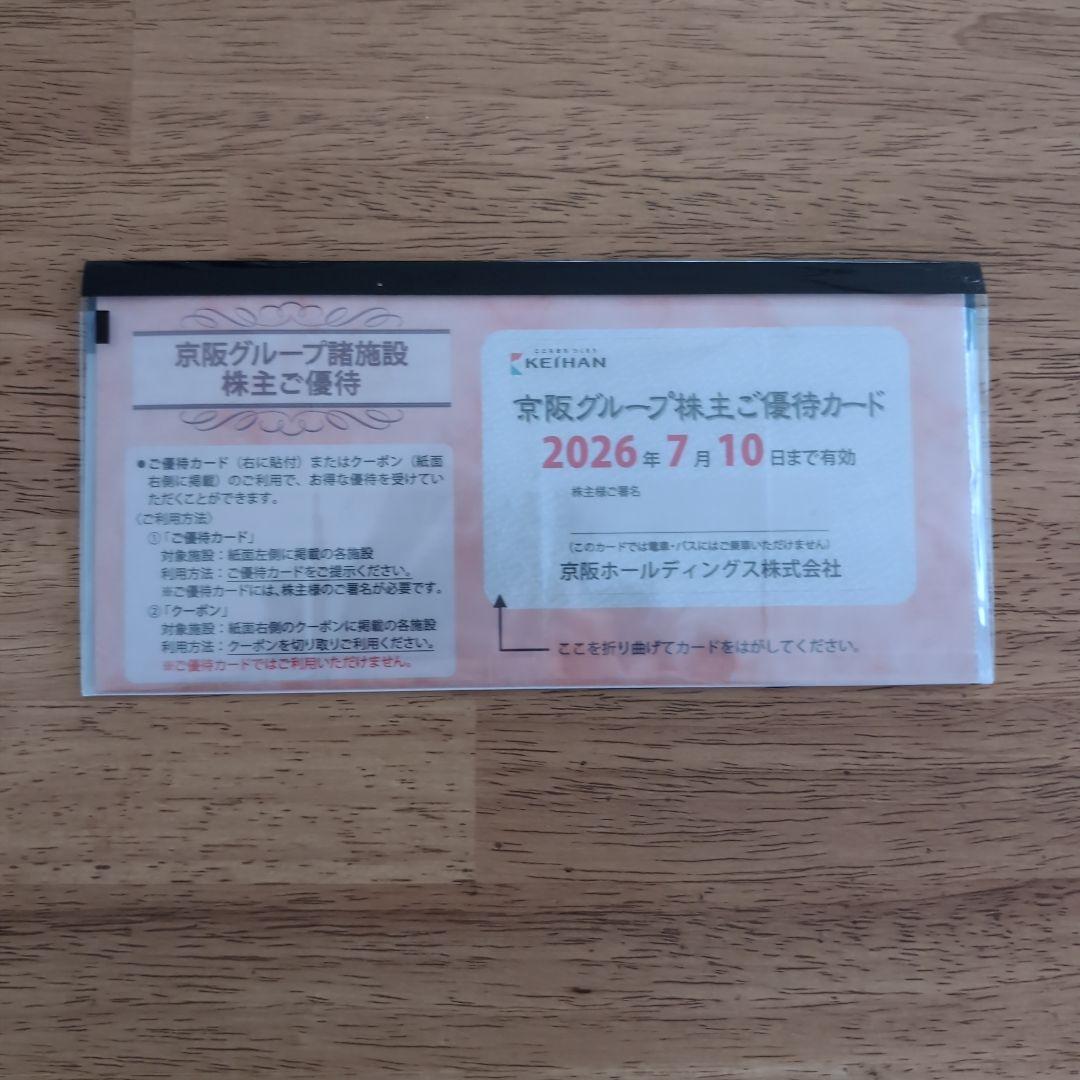 京阪グループ諸施設
株主ご優待
●ご優待カード（右に貼付）またはクーポン（紙面
右側に掲載）のご利用で、お得な優待を受けてい
ただくことができます。
〈ご利用方法〉
①「ご優待カード」
対象施設：紙面左側に掲載の各施設
利用方法：ご優待カードをご提示ください。
※ご優待カードには、株主様のご署名が必要です。
②「クーポン」
対象施設：紙面右側のクーポンに掲載の各施設
利用方法：クーポンを切り取りご利用ください。
※ご優待カードではご利用いただけません。
こころまち つくろう
KEIHAN
京阪グループ株主ご優待カード
2026年7月10日まで有効
株主様ご署名
（このカードでは電車・バスにはご乗車いただけません）
京阪ホールディングス株式会社
ここを折り曲げてカードをはがしてください。